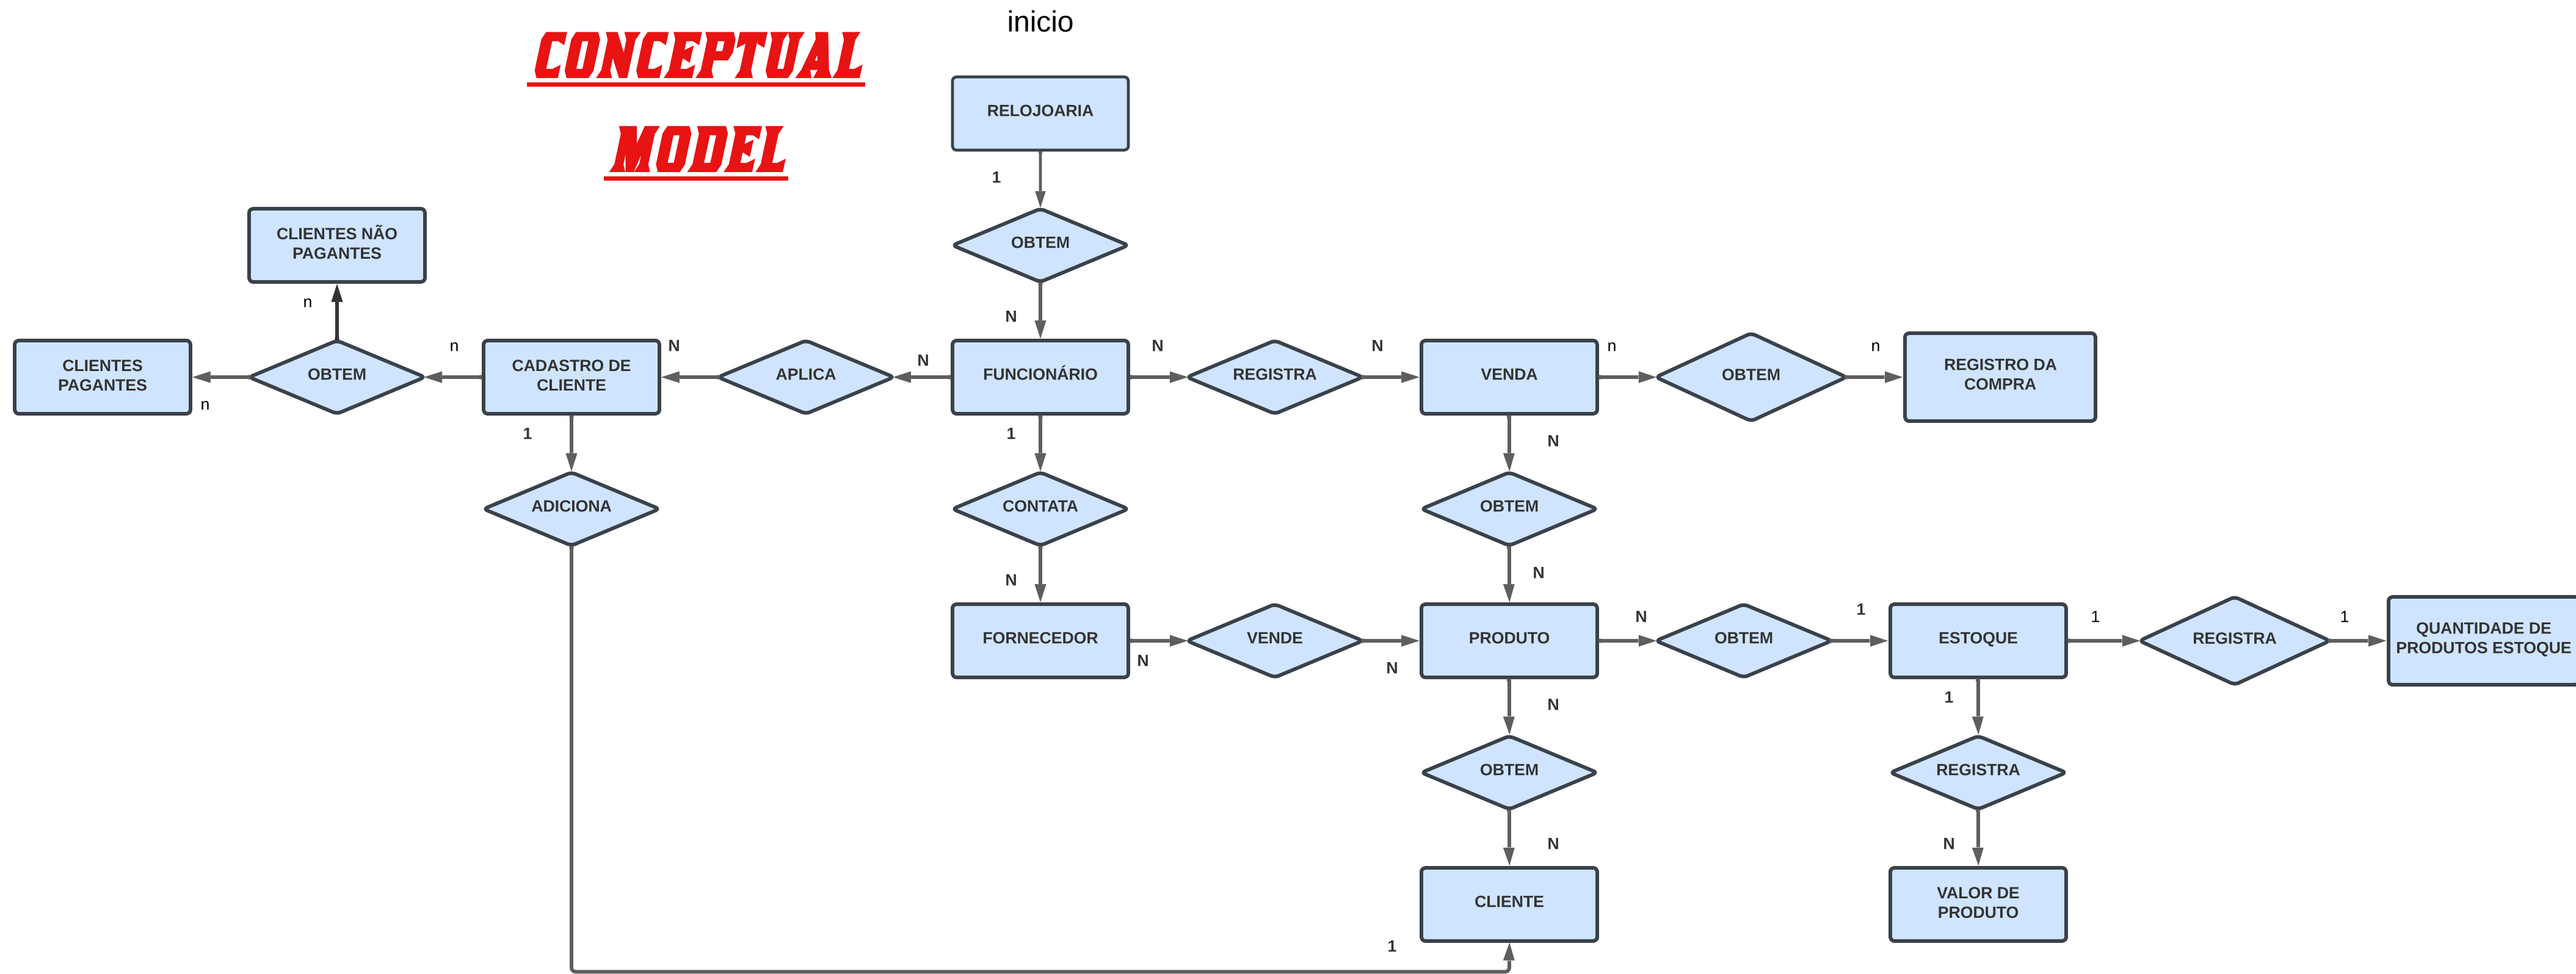 inicio
CONCEPTUAL
MODEL
RELOJOARIA
1
OBTEM
N
CLIENTES NÃO
PAGANTES
n
CLIENTES
PAGANTES
n
OBTEM
n
CADASTRO DE
CLIENTE
N
APLICA
N
FUNCIONÁRIO
N
REGISTRA
N
VENDA
n
OBTEM
n
REGISTRO DA
COMPRA
1
ADICIONA
1
CONTATA
N
N
OBTEM
N
FORNECEDOR
N
VENDE
N
PRODUTO
N
OBTEM
1
ESTOQUE
1
REGISTRA
1
QUANTIDADE DE
PRODUTOS ESTOQUE
N
OBTEM
N
1
REGISTRA
N
CLIENTE
1
VALOR DE
PRODUTO